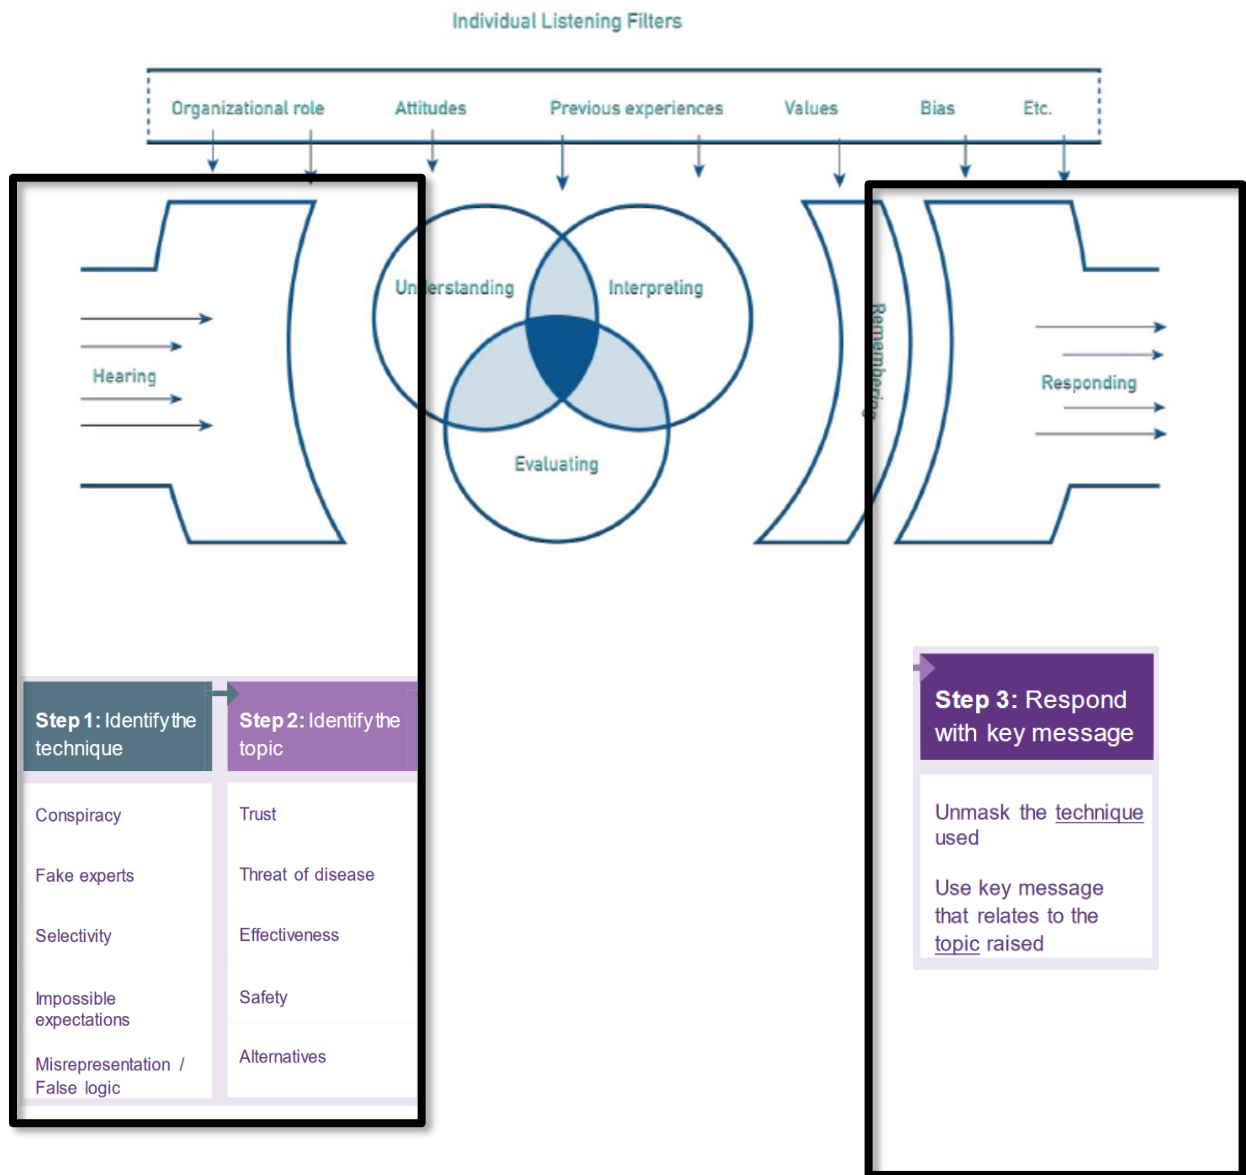 Individual Listening Filters
Organizational role Attitudes Previous experiences Values Bias Etc.
Understanding Interpreting
Remembering
Hearing
Responding
Evaluating
Step 1: Identify the
technique
Conspiracy
Fake experts
Selectivity
Impossible
expectations
Misrepresentation /
False logic
Step 2: Identify the
topic
Trust
Threat of disease
Effectiveness
Safety
Alternatives
Step 3: Respond
with key message
Unmask the technique
used
Use key message
that relates to the
topic raised